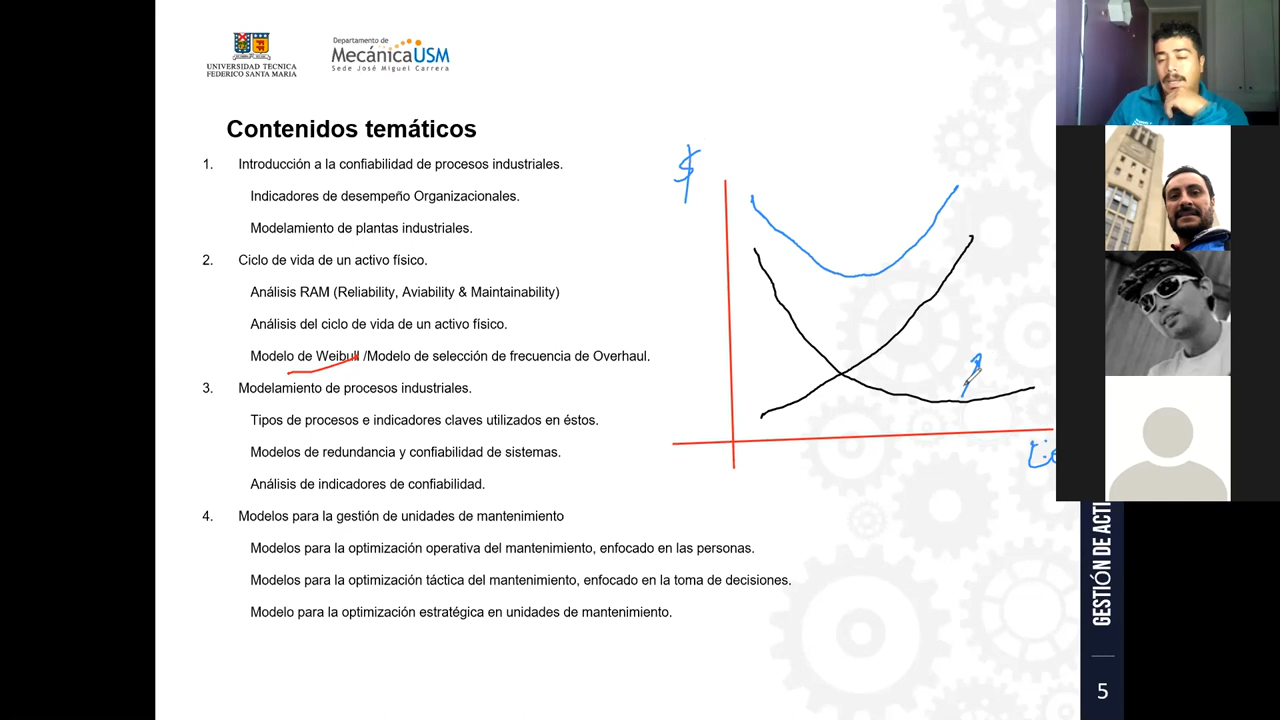 UNIVERSIDAD TECNICA
FEDERICO SANTA MARIA
Departamento de
MecánicaUSM
Sede José Miguel Carrera
Contenidos temáticos
1. Introducción a la confiabilidad de procesos industriales.
Indicadores de desempeño Organizacionales.
Modelamiento de plantas industriales.
2. Ciclo de vida de un activo físico.
Análisis RAM (Reliability, Aviability & Maintainability)
Análisis del ciclo de vida de un activo físico.
Modelo de Weibull /Modelo de selección de frecuencia de Overhaul.
3. Modelamiento de procesos industriales.
Tipos de procesos e indicadores claves utilizados en éstos.
Modelos de redundancia y confiabilidad de sistemas.
Análisis de indicadores de confiabilidad.
4. Modelos para la gestión de unidades de mantenimiento
Modelos para la optimización operativa del mantenimiento, enfocado en las personas.
Modelos para la optimización táctica del mantenimiento, enfocado en la toma de decisiones.
Modelo para la optimización estratégica en unidades de mantenimiento.
$
GESTIÓN DE ACTI
5